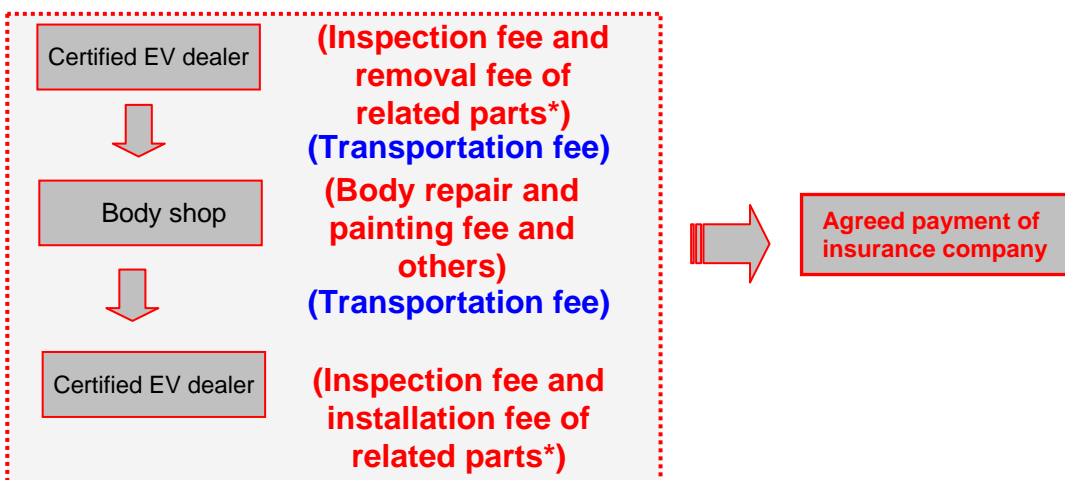 Certified EV dealer
(Inspection fee and
removal fee of
related parts*)
(Transportation fee)
Body shop
(Body repair and
painting fee and
others)
(Transportation fee)
Certified EV dealer
(Inspection fee and
installation fee of
related parts*)
Agreed payment of
insurance company